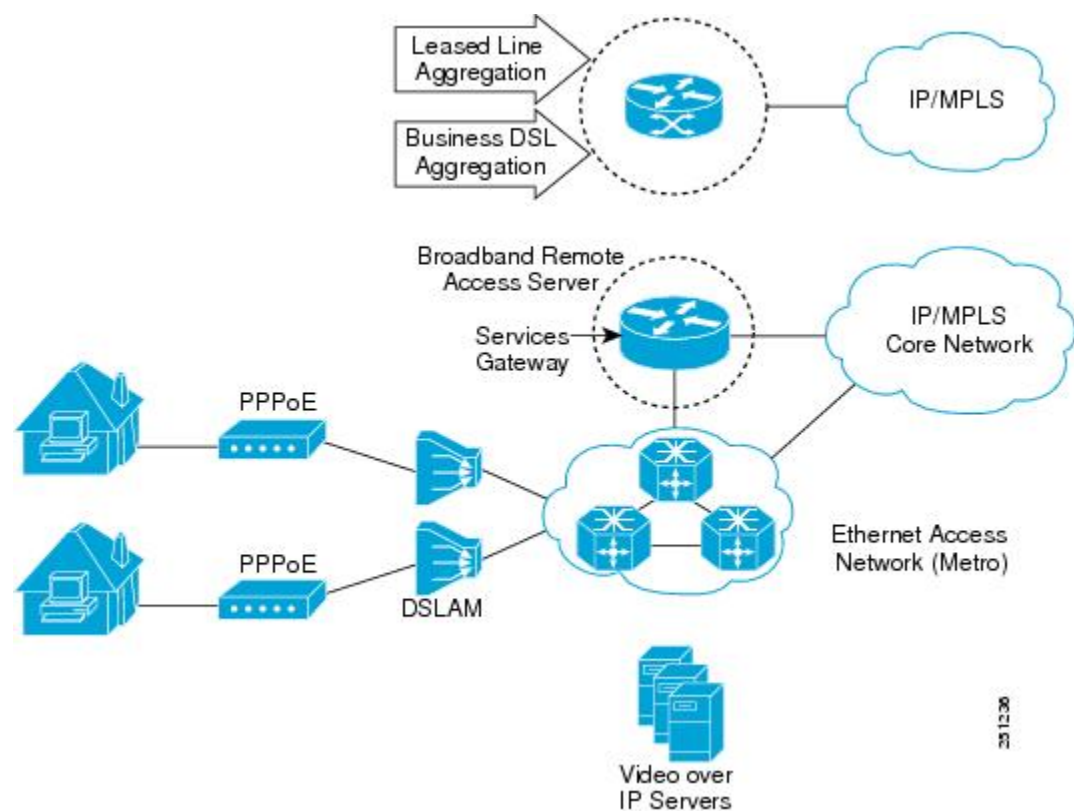 Leased Line
Aggregation
IP/MPLS
Business DSL
Aggregation
Broadband Remote
Access Server
Services
Gateway
IP/MPLS
Core Network
PPPoE
PPPoE
DSLAM
Ethernet Access
Network (Metro)
Video over
IP Servers
251236